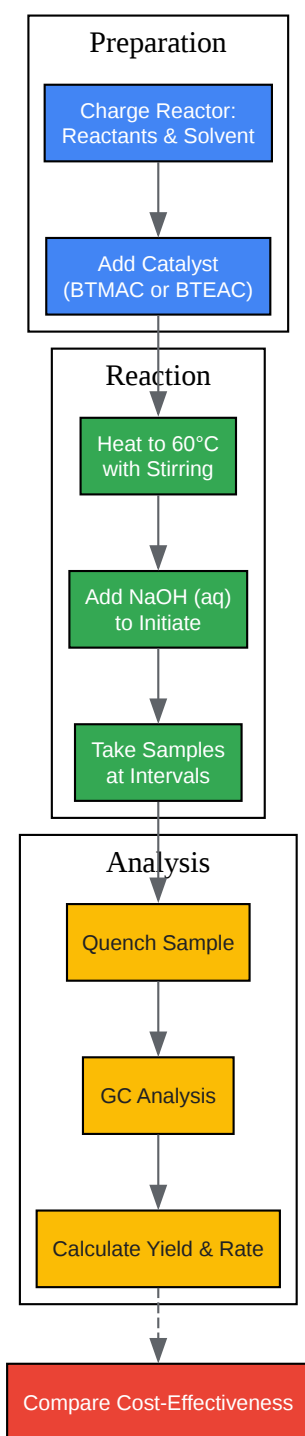 Preparation
Charge Reactor:
Reactants & Solvent
Add Catalyst
(BTMAC or BTEAC)
Reaction
Heat to 60°C
with Stirring
Add NaOH (aq)
to Initiate
Take Samples
at Intervals
Analysis
Quench Sample
GC Analysis
Calculate Yield & Rate
Compare Cost-Effectiveness